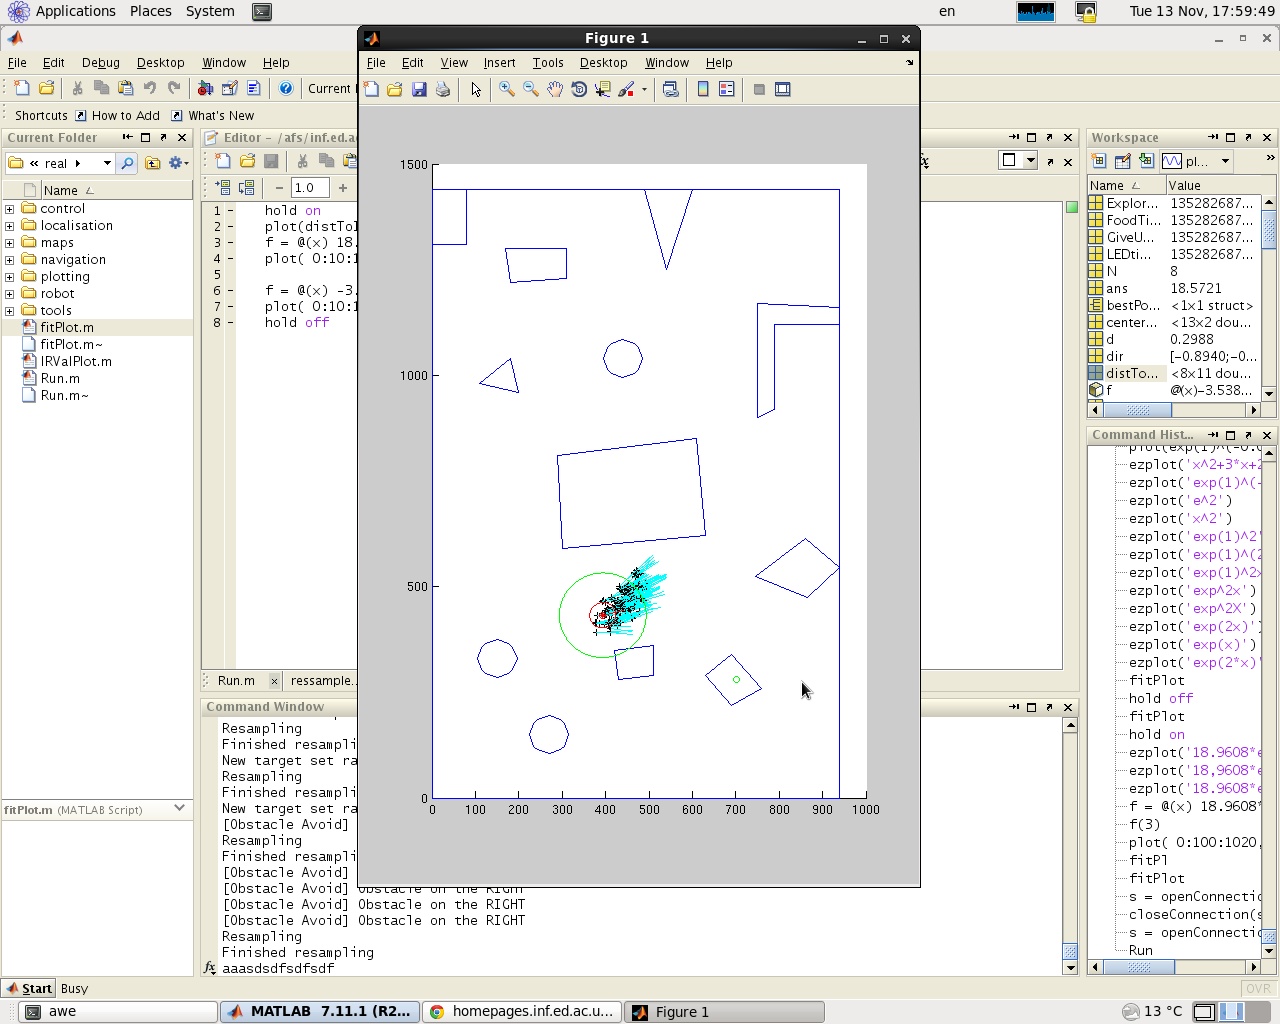 Applications Places System en Tue 13 Nov, 17:59:49
Figure 1
File Edit Debug Desktop Window Help
File Edit View Insert Tools Desktop Window Help
Shortcuts How to Add What's New
Current Folder
« real
Name
control
localisation
maps
navigation
plotting
robot
tools
fitPlot.m
fitPlot.m~
IRValPlot.m
Run.m
Run.m~
fitPlot.m (MATLAB Script)
Editor - /afs/inf.ed.a
1.0
1 - hold on
2 - plot(distTo
3 - f = @(x) 18.
4 - plot( 0:10:1
5
6 - f = @(x) -3.
7 - plot( 0:10:1
8 - hold off
Run.m × ressample.
1500
1000
500
0
0 100 200 300 400 500 600 700 800 900 1000
Command Window
Resampling
Finished resampli
New target set ra
Resampling
Finished resampli
New target set ra
[Obstacle Avoid]
Resampling
Finished resampli
[Obstacle Avoid]
[Obstacle Avoid] Obstacle on the RIGHT
[Obstacle Avoid] Obstacle on the RIGHT
[Obstacle Avoid] Obstacle on the RIGHT
Resampling
Finished resampling
fx aaasdsdfsdfsdf
Workspace
pl...
Name Value
Explor... 135282687...
FoodTi... 135282687...
GiveU... 135282687...
LEDti... 135282687...
N 8
ans 18.5721
bestPo... <1x1 struct>
center... <13x2 dou...
d 0.2988
dir [-0.8940;-0...
distTo... <8x11 dou...
f @(x)-3.538...
Command Hist...
ezplot('x^2+3*x+2
ezplot('exp(1)^(-
ezplot('e^2')
ezplot('x^2')
ezplot('exp(1)^2'
ezplot('exp(1)^(2
ezplot('exp(1)^2x
ezplot('exp^2x')
ezplot('exp^2X')
ezplot('exp(2x)')
ezplot('exp(x)')
ezplot('exp(2*x)'
fitPlot
hold off
fitPlot
hold on
ezplot('18.9608*e
ezplot('18,9608*e
ezplot('18.9608*e
f = @(x) 18.9608*
f(3)
plot( 0:100:1020,
fitPl
fitPlot
s = openConnectio
closeConnection(s
s = openConnectio
Run
Start Busy OVR
awe MATLAB 7.11.1 (R2... homepages.inf.ed.ac.u... Figure 1 13 °C